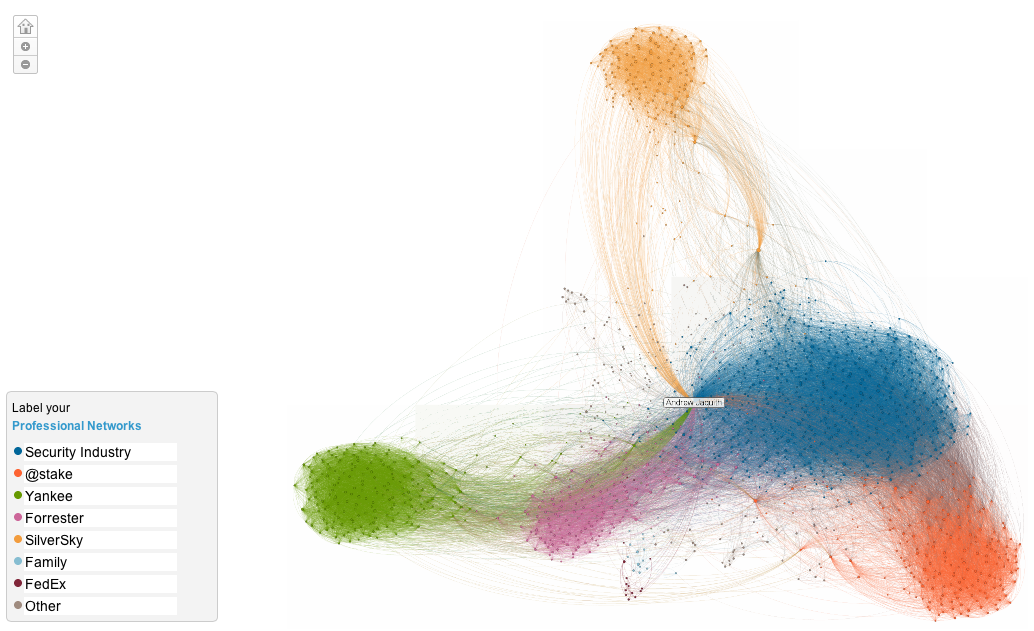 Andrew Jaquith
Label your
Professional Networks
Security Industry
@stake
Yankee
Forrester
SilverSky
Family
FedEx
Other